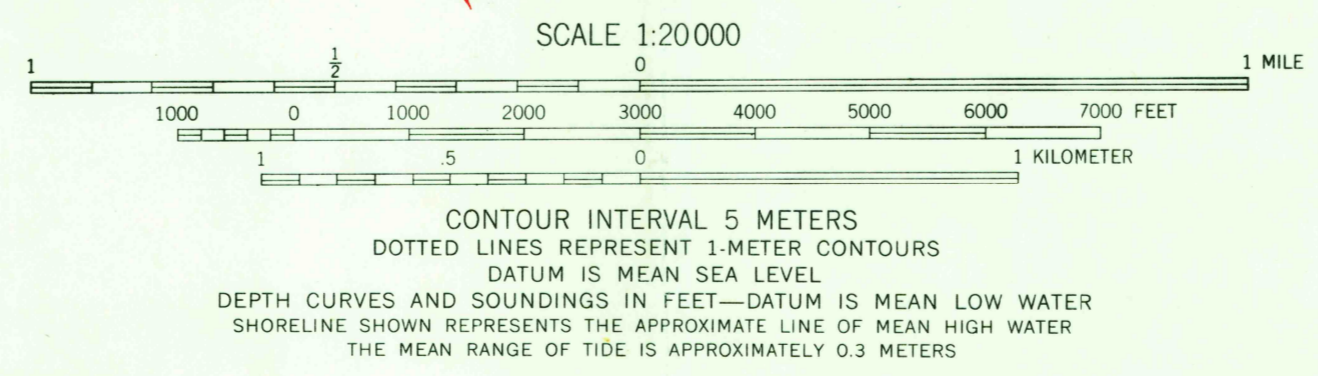 SCALE 1:20000
1 ½ 0 1 MILE
1000 0 1000 2000 3000 4000 5000 6000 7000 FEET
1 .5 0 1 KILOMETER
CONTOUR INTERVAL 5 METERS
DOTTED LINES REPRESENT 1-METER CONTOURS
DATUM IS MEAN SEA LEVEL
DEPTH CURVES AND SOUNDINGS IN FEET—DATUM IS MEAN LOW WATER
SHORELINE SHOWN REPRESENTS THE APPROXIMATE LINE OF MEAN HIGH WATER
THE MEAN RANGE OF TIDE IS APPROXIMATELY 0.3 METERS